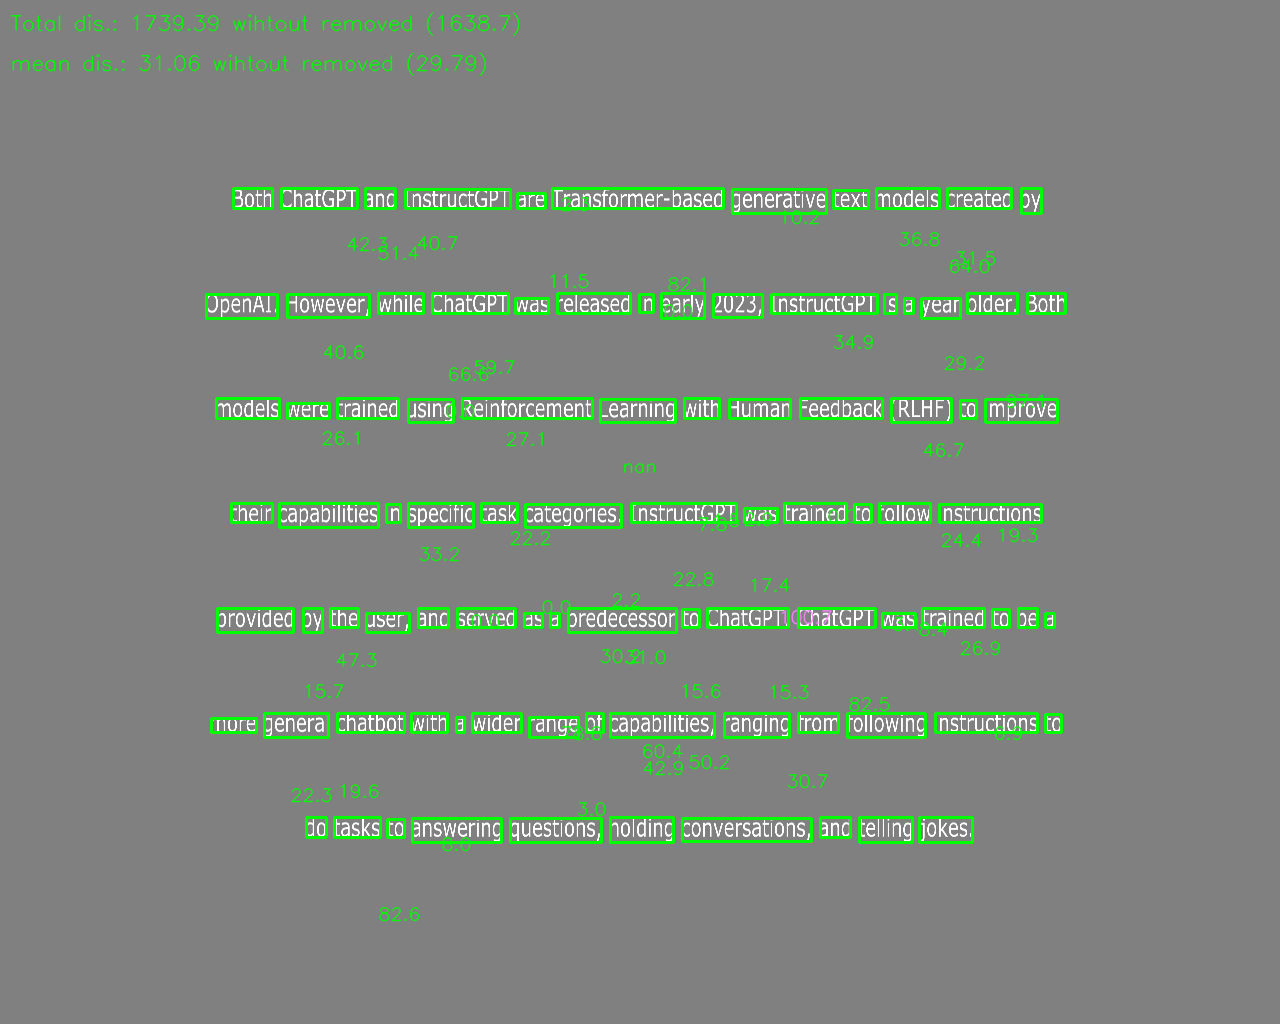 Total dis.: 1739.39 wihtout removed (1638.7)
mean dis.: 31.06 wihtout removed (29.79)
Both ChatGPT and InstructGPT are Transformer-based generative text models created by
10.2
42.3 51.4 40.7 36.8 31.5 64.0
11.5 82.1
OpenAI. However, while ChatGPT was released in early 2023, InstructGPT is a year older. Both
40.6 34.9 29.2
66.6 59.7
models were trained using Reinforcement Learning with Human Feedback (RLHF) to improve
26.1 27.1 46.7
nan
their capabilities in specific task categories. InstructGPT was trained to follow instructions
33.2 22.2 24.4 19.3
22.8 17.4
0.0 2.2
provided by the user, and served as a predecessor to ChatGPT. ChatGPT was trained to be a
47.3 26.9
15.7 15.6 15.3 82.5
more general chatbot with a wider range of capabilities, ranging from following instructions to
60.4 42.9 50.2
22.3 19.6 3.0 30.7
do tasks to answering questions, holding conversations, and telling jokes.
82.6